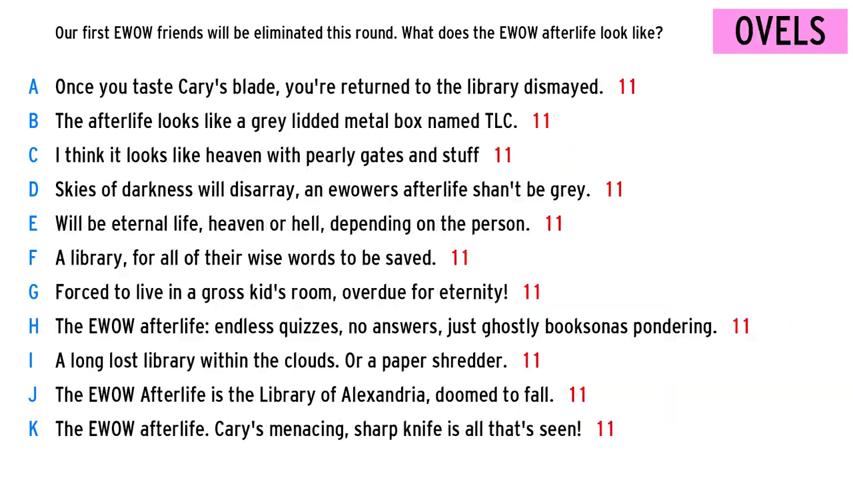 Our first EWOW friends will be eliminated this round. What does the EWOW afterlife look like?
OVELS
A Once you taste Cary's blade, you're returned to the library dismayed. 11
B The afterlife looks like a grey lidded metal box named TLC. 11
C I think it looks like heaven with pearly gates and stuff 11
D Skies of darkness will disarray, an ewowers afterlife shan't be grey. 11
E Will be eternal life, heaven or hell, depending on the person. 11
F A library, for all of their wise words to be saved. 11
G Forced to live in a gross kid's room, overdue for eternity! 11
H The EWOW afterlife: endless quizzes, no answers, just ghostly booksonas pondering. 11
I A long lost library within the clouds. Or a paper shredder. 11
J The EWOW Afterlife is the Library of Alexandria, doomed to fall. 11
K The EWOW afterlife. Cary's menacing, sharp knife is all that's seen! 11